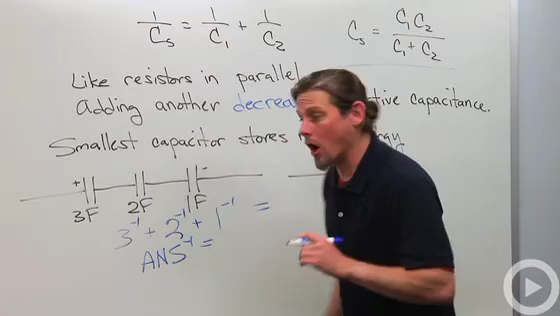 1/Cs = 1/C1 + 1/C2
Cs = C1C2/(C1+C2)
Like resistors in parallel
Adding another decrea tive capacitance.
Smallest capacitor stores
+ -
3F 2F 1F
3⁻¹ + 2⁻¹ + 1⁻¹ =
ANS⁻¹ =